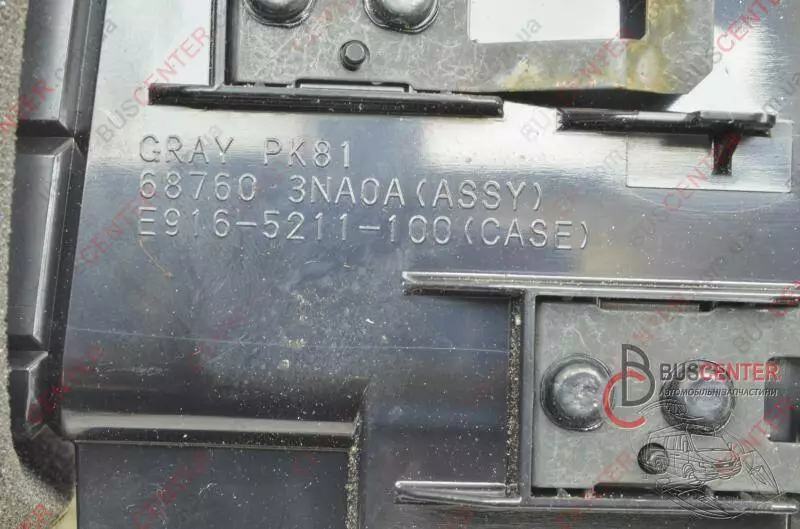 GRAY PK81
68760 3NA0A(ASSY)
E916-5211-100(CASE)
BUSCENTER
АВТОМОБІЛЬНІ ЗАПЧАСТИНИ